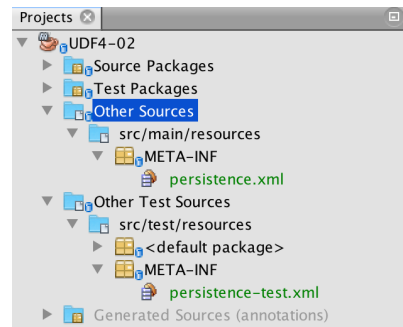 Projects
UDF4-02
Source Packages
Test Packages
Other Sources
src/main/resources
META-INF
persistence.xml
Other Test Sources
src/test/resources
<default package>
META-INF
persistence-test.xml
Generated Sources (annotations)